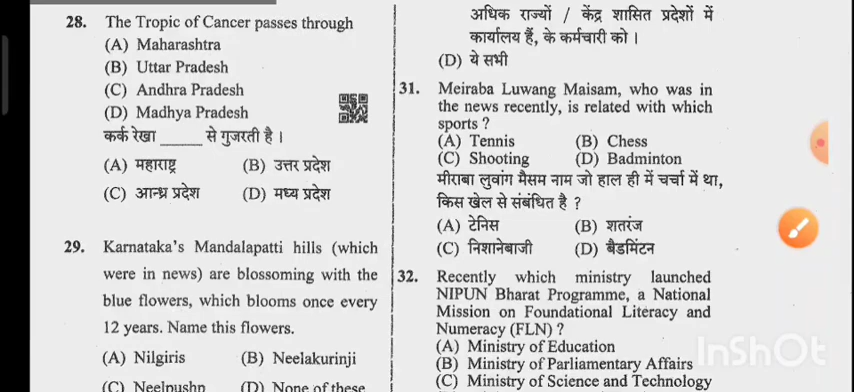 28. The Tropic of Cancer passes through
(A) Maharashtra
(B) Uttar Pradesh
(C) Andhra Pradesh
(D) Madhya Pradesh
कर्क रेखा ______ से गुजरती है ।
(A) महाराष्ट्र (B) उत्तर प्रदेश
(C) आन्ध्र प्रदेश (D) मध्य प्रदेश
29. Karnataka's Mandalapatti hills (which
were in news) are blossoming with the
blue flowers, which blooms once every
12 years. Name this flowers.
(A) Nilgiris (B) Neelakurinji
(C) Neelpushp (D) None of these
अधिक राज्यों / केंद्र शासित प्रदेशों में
कार्यालय हैं, के कर्मचारी को ।
(D) ये सभी
31. Meiraba Luwang Maisam, who was in
the news recently, is related with which
sports ?
(A) Tennis (B) Chess
(C) Shooting (D) Badminton
मीराबा लुवांग मैसम नाम जो हाल ही में चर्चा में था,
किस खेल से संबंधित है ?
(A) टेनिस (B) शतरंज
(C) निशानेबाजी (D) बैडमिंटन
32. Recently which ministry launched
NIPUN Bharat Programme, a National
Mission on Foundational Literacy and
Numeracy (FLN) ?
(A) Ministry of Education
(B) Ministry of Parliamentary Affairs
(C) Ministry of Science and Technology
InShOt